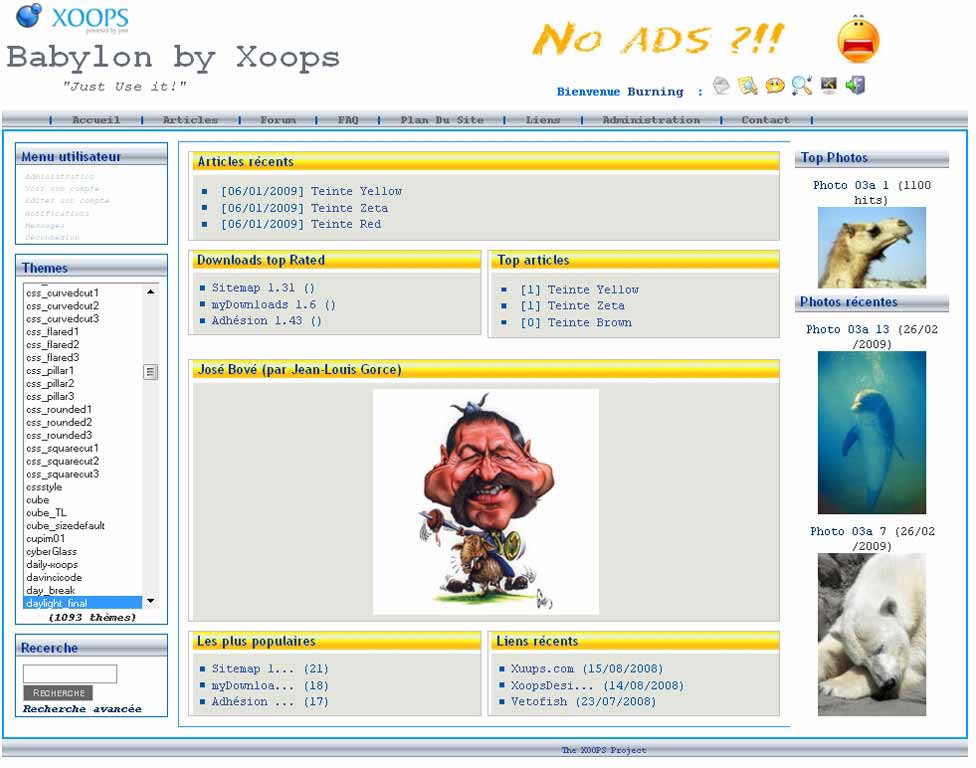 XOOPS
powered by you
Babylon by Xoops
"Just Use it!"
No ADS ?!!
Bienvenue Burning :
Accueil
Articles
Forum
FAQ
Plan Du Site
Liens
Administration
Contact
Menu utilisateur
Administration
Voir son compte
Editer son compte
Notifications
Messages
Déconnexion
Themes
css_curvedcut1
css_curvedcut2
css_curvedcut3
css_flared1
css_flared2
css_flared3
css_pillar1
css_pillar2
css_pillar3
css_rounded1
css_rounded2
css_rounded3
css_squarecut1
css_squarecut2
css_squarecut3
cssstyle
cube
cube_TL
cube_sizedefault
cupim01
cyberGlass
daily-xoops
davincicode
day_break
daylight_final
(1093 thèmes)
Recerche
RECHERCHE
Recherche avancée
Articles récents
[06/01/2009] Teinte Yellow
[06/01/2009] Teinte Zeta
[06/01/2009] Teinte Red
Downloads top Rated
Sitemap 1.31 ()
myDownloads 1.6 ()
Adhésion 1.43 ()
Top articles
[1] Teinte Yellow
[1] Teinte Zeta
[0] Teinte Brown
José Bové (par Jean-Louis Gorce)
Les plus populaires
Sitemap 1... (21)
myDownloa... (18)
Adhésion ... (17)
Liens récents
Xuups.com (15/08/2008)
XoopsDesi... (14/08/2008)
Vetofish (23/07/2008)
Top Photos
Photo 03a 1 (1100
hits)
Photos récentes
Photo 03a 13 (26/02
/2009)
Photo 03a 7 (26/02
/2009)
The XOOPS Project